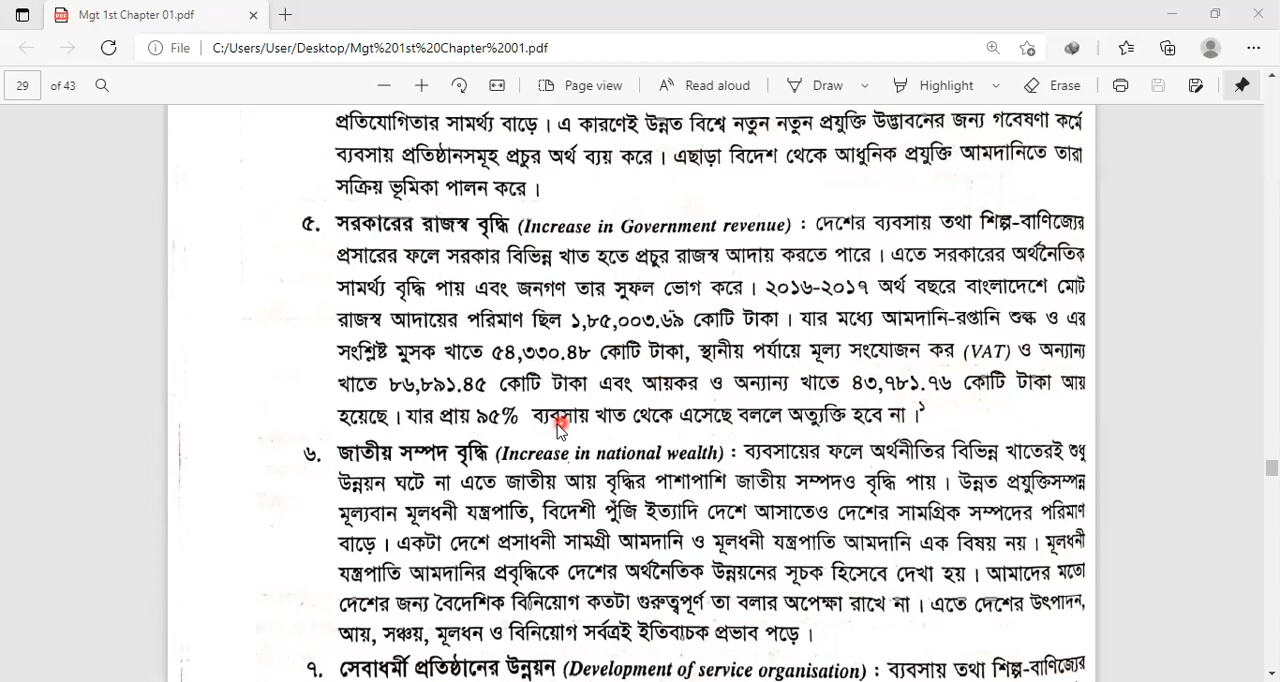 Mgt 1st Chapter 01.pdf
File C:/Users/User/Desktop/Mgt%201st%20Chapter%2001.pdf
29 of 43 Page view Read aloud Draw Highlight Erase
প্রতিযোগিতার সামর্থ্য বাড়ে। এ কারণেই উন্নত বিশ্বে নতুন নতুন প্রযুক্তি উদ্ভাবনের জন্য গবেষণা কর্মে
ব্যবসায় প্রতিষ্ঠানসমূহ প্রচুর অর্থ ব্যয় করে। এছাড়া বিদেশ থেকে আধুনিক প্রযুক্তি আমদানিতে তারা
সক্রিয় ভূমিকা পালন করে।
৫. সরকারের রাজস্ব বৃদ্ধি (Increase in Government revenue) : দেশের ব্যবসায় তথা শিল্প-বাণিজ্যের
প্রসারের ফলে সরকার বিভিন্ন খাত হতে প্রচুর রাজস্ব আদায় করতে পারে। এতে সরকারের অর্থনৈতিক
সামর্থ্য বৃদ্ধি পায় এবং জনগণ তার সুফল ভোগ করে। ২০১৬-২০১৭ অর্থ বছরে বাংলাদেশে মোট
রাজস্ব আদায়ের পরিমাণ ছিল ১,৮৫,০০৩.৬৯ কোটি টাকা। যার মধ্যে আমদানি-রপ্তানি শুল্ক ও এর
সংশ্লিষ্ট মুসক খাতে ৫৪,৩৩০.৪৮ কোটি টাকা, স্থানীয় পর্যায়ে মূল্য সংযোজন কর (VAT) ও অন্যান্য
খাতে ৮৬,৮৯১.৪৫ কোটি টাকা এবং আয়কর ও অন্যান্য খাতে ৪৩,৭৮১.৭৬ কোটি টাকা আয়
হয়েছে। যার প্রায় ৯৫% ব্যবসায় খাত থেকে এসেছে বললে অত্যুক্তি হবে না।১
৬. জাতীয় সম্পদ বৃদ্ধি (Increase in national wealth) : ব্যবসায়ের ফলে অর্থনীতির বিভিন্ন খাতেরই শুধু
উন্নয়ন ঘটে না এতে জাতীয় আয় বৃদ্ধির পাশাপাশি জাতীয় সম্পদও বৃদ্ধি পায়। উন্নত প্রযুক্তিসম্পন্ন
মূল্যবান মূলধনী যন্ত্রপাতি, বিদেশী পুঁজি ইত্যাদি দেশে আসাতেও দেশের সামগ্রিক সম্পদের পরিমাণ
বাড়ে। একটা দেশে প্রসাধনী সামগ্রী আমদানি ও মূলধনী যন্ত্রপাতি আমদানি এক বিষয় নয়। মূলধনী
যন্ত্রপাতি আমদানির প্রবৃদ্ধিকে দেশের অর্থনৈতিক উন্নয়নের সূচক হিসেবে দেখা হয়। আমাদের মতো
দেশের জন্য বৈদেশিক বিনিয়োগ কতটা গুরুত্বপূর্ণ তা বলার অপেক্ষা রাখে না। এতে দেশের উৎপাদন,
আয়, সঞ্চয়, মূলধন ও বিনিয়োগ সর্বত্রই ইতিবাচক প্রভাব পড়ে।
৭. সেবাধর্মী প্রতিষ্ঠানের উন্নয়ন (Development of service organisation) : ব্যবসায় তথা শিল্প-বাণিজ্যের